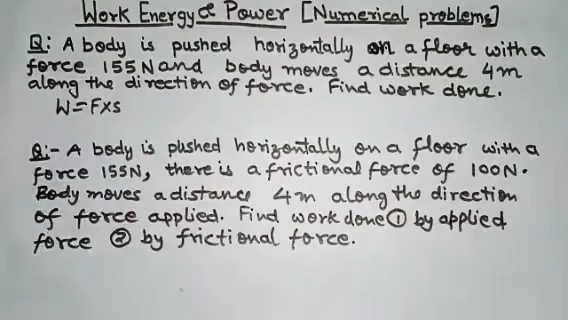 Work Energy & Power [Numerical problems]
Q: A body is pushed horizontally on a floor with a
force 155N and body moves a distance 4m
along the direction of force. Find work done.
W=F×s
Q:- A body is pushed horizontally on a floor with a
force 155N, there is a frictional force of 100N.
Body moves a distance 4m along the direction
of force applied. Find work done ① by applied
force ② by frictional force.